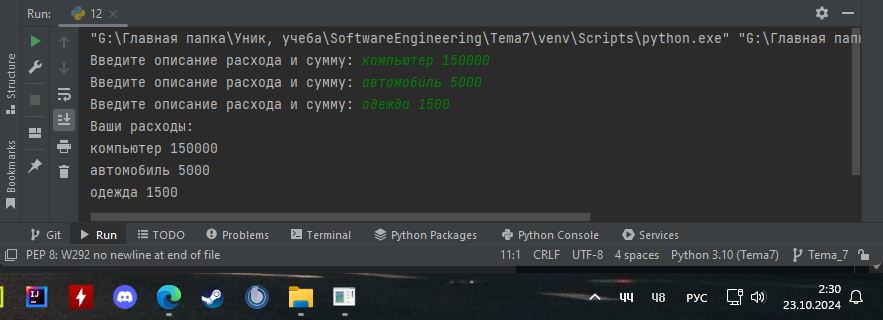 Run: 12
"G:\Главная папка\Уник, учеба\SoftwareEngineering\Tema7\venv\Scripts\python.exe" "G:\Главная
Введите описание расхода и сумму: компьютер 150000
Введите описание расхода и сумму: автомобиль 5000
Введите описание расхода и сумму: одежда 1500
Ваши расходы:
компьютер 150000
автомобиль 5000
одежда 1500
Structure
Bookmarks
Git Run TODO Problems Terminal Python Packages Python Console Services
PEP 8: W292 no newline at end of file 11:1 CRLF UTF-8 4 spaces Python 3.10 (Tema7) Tema_7
РУС 2:30
23.10.2024